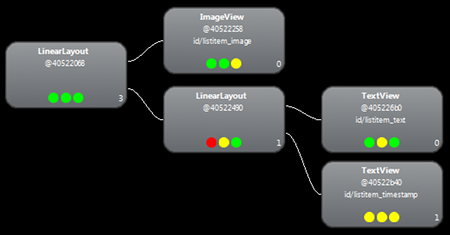 LinearLayout
@40522068
3
ImageView
@40522258
id/listitem_image
0
LinearLayout
@40522490
1
TextView
@405226b0
id/listitem_text
0
TextView
@40522b40
id/listitem_timestamp
1